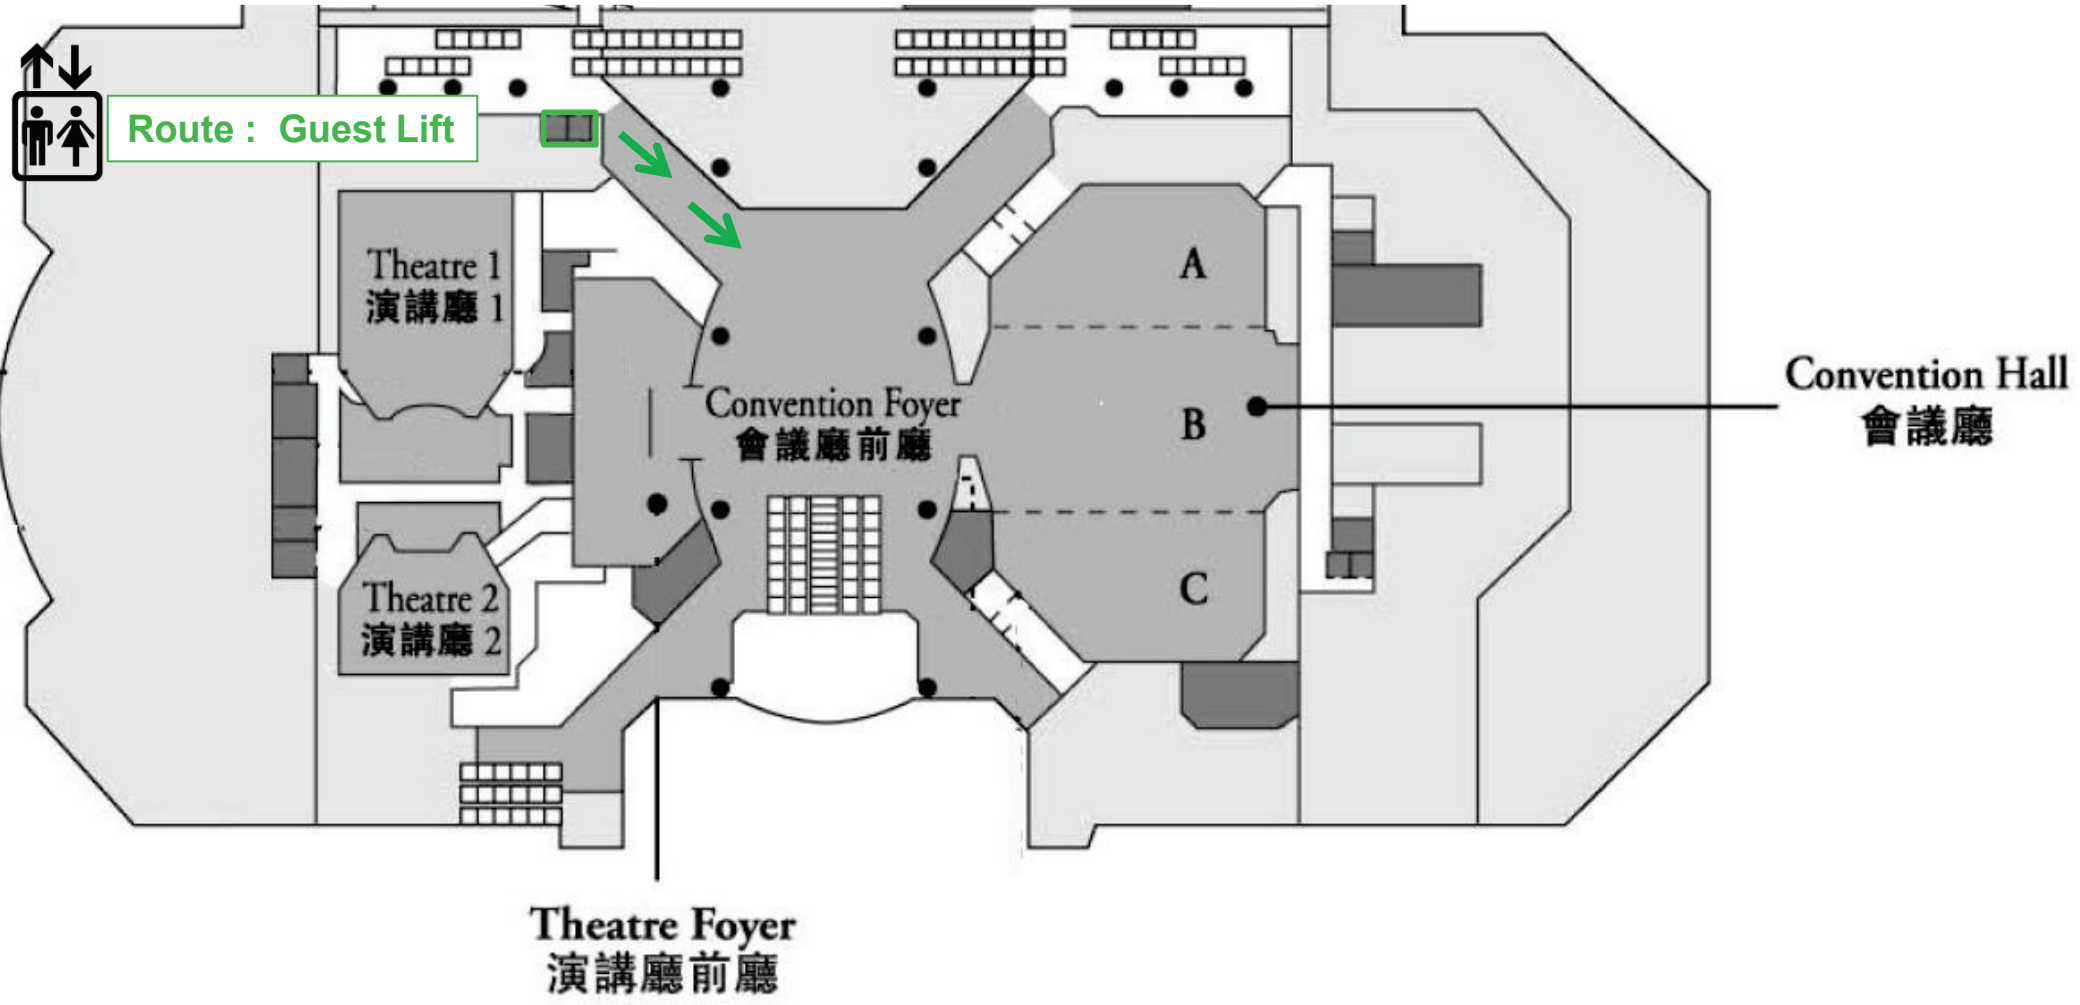 Route :  Guest Lift
Theatre 1
演講廳 1
A
Convention Hall
會議廳
Convention Foyer
會議廳前廳
B
Theatre 2
演講廳 2
C
Theatre Foyer
演講廳前廳